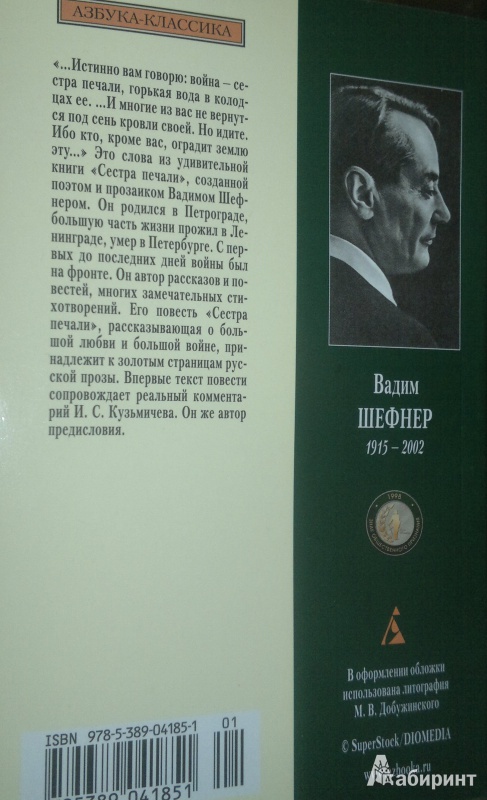 АЗБУКА-КЛАССИКА
«...Истинно вам говорю: война – се-
стра печали, горькая вода в колод-
цах ее. ...И многие из вас не вернут-
ся под сень кровли своей. Но идите.
Ибо кто, кроме вас, оградит землю
эту...» Это слова из удивительной
книги «Сестра печали», созданной
поэтом и прозаиком Вадимом Шеф-
нером. Он родился в Петрограде,
большую часть жизни прожил в Ле-
нинграде, умер в Петербурге. С пер-
вых до последних дней войны был
на фронте. Он автор рассказов и по-
вестей, многих замечательных сти-
хотворений. Его повесть «Сестра
печали», рассказывающая о боль-
шой любви и большой войне, при-
надлежит к золотым страницам рус-
ской прозы. Впервые текст повести
сопровождает реальный коммента-
рий И. С. Кузьмичева. Он же автор
предисловия.
ISBN 978-5-389-04185-1 01
Вадим
ШЕФНЕР
1915 – 2002
1998
В оформлении обложки
использована литография
М. В. Добужинского
© SuperStock/DIOMEDIA
Лабиринт